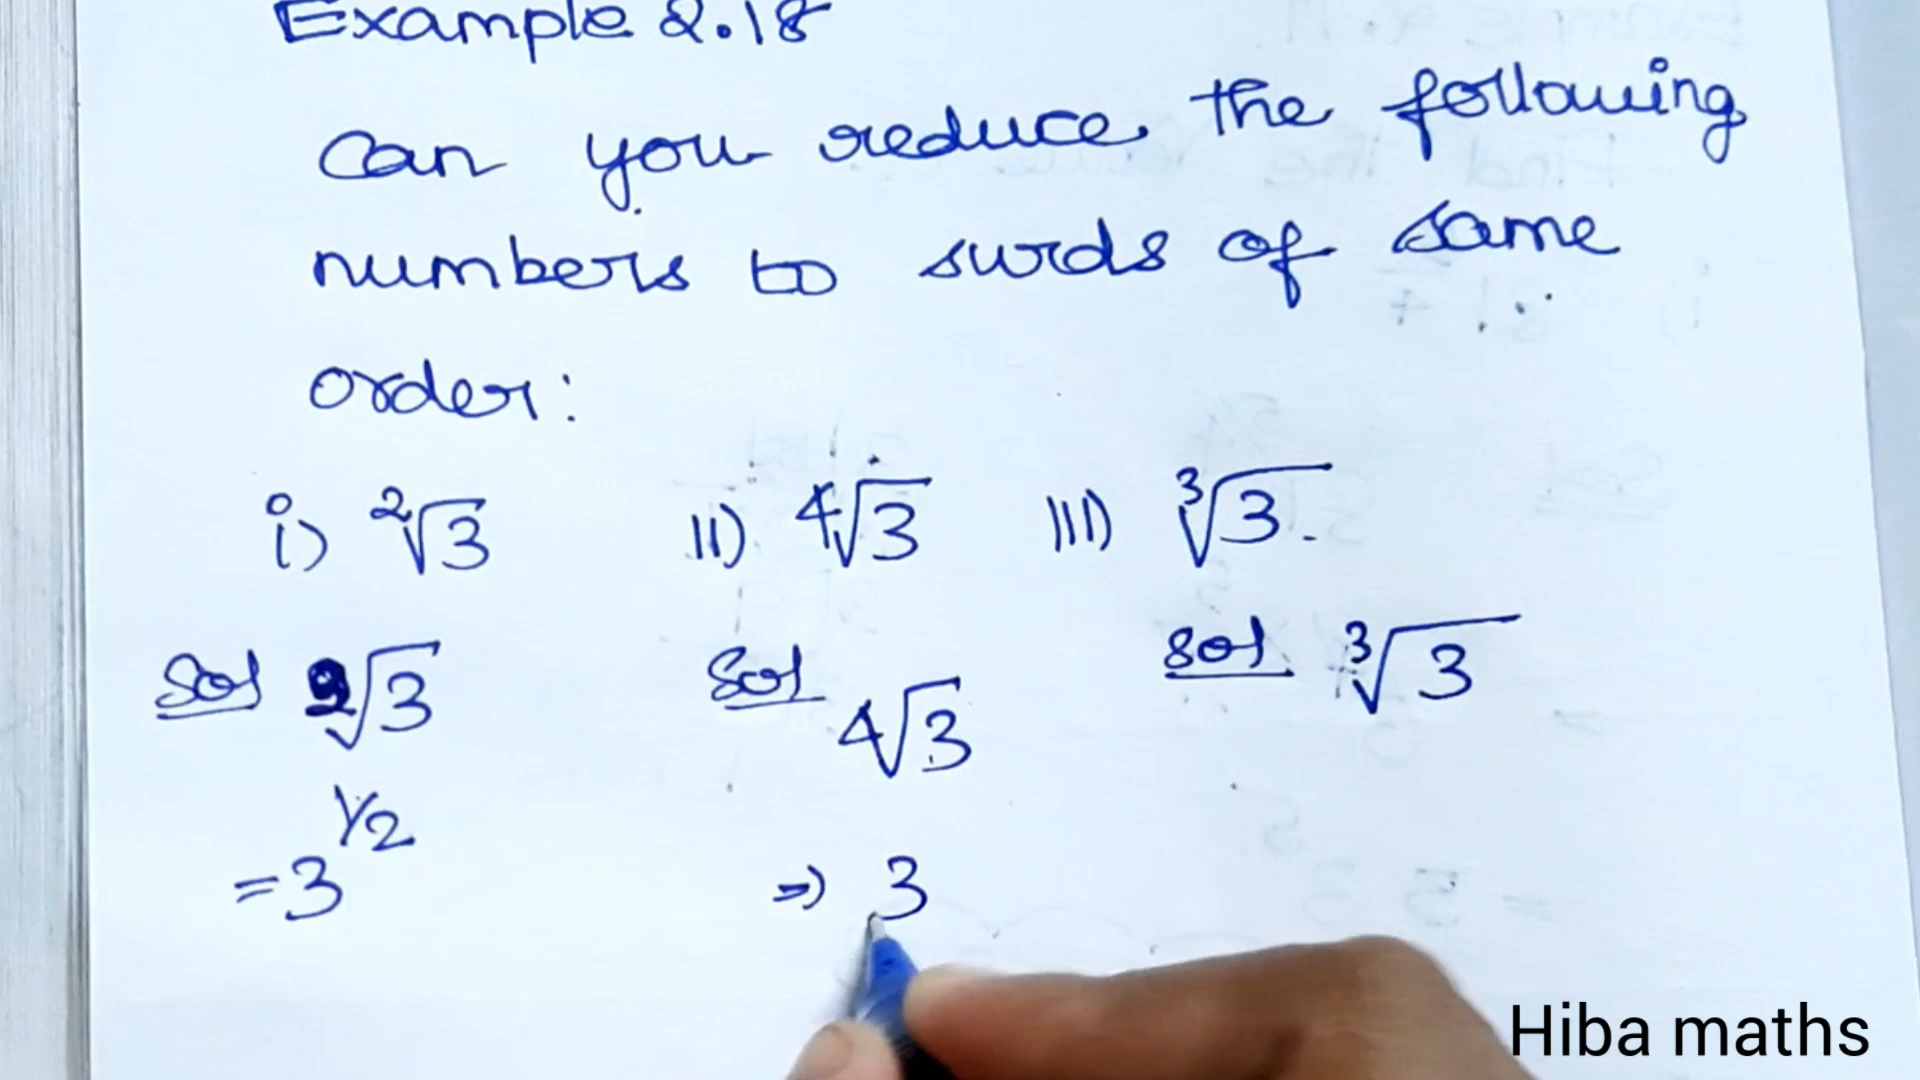 Example 2.18
Can you reduce the following
numbers to surds of same
order:
i) ²√3 II) ⁴√3 III) ³√3.
Sol ²√3 Sol ⁴√3 Sol ³√3
=3^1/2 => 3
Hiba maths